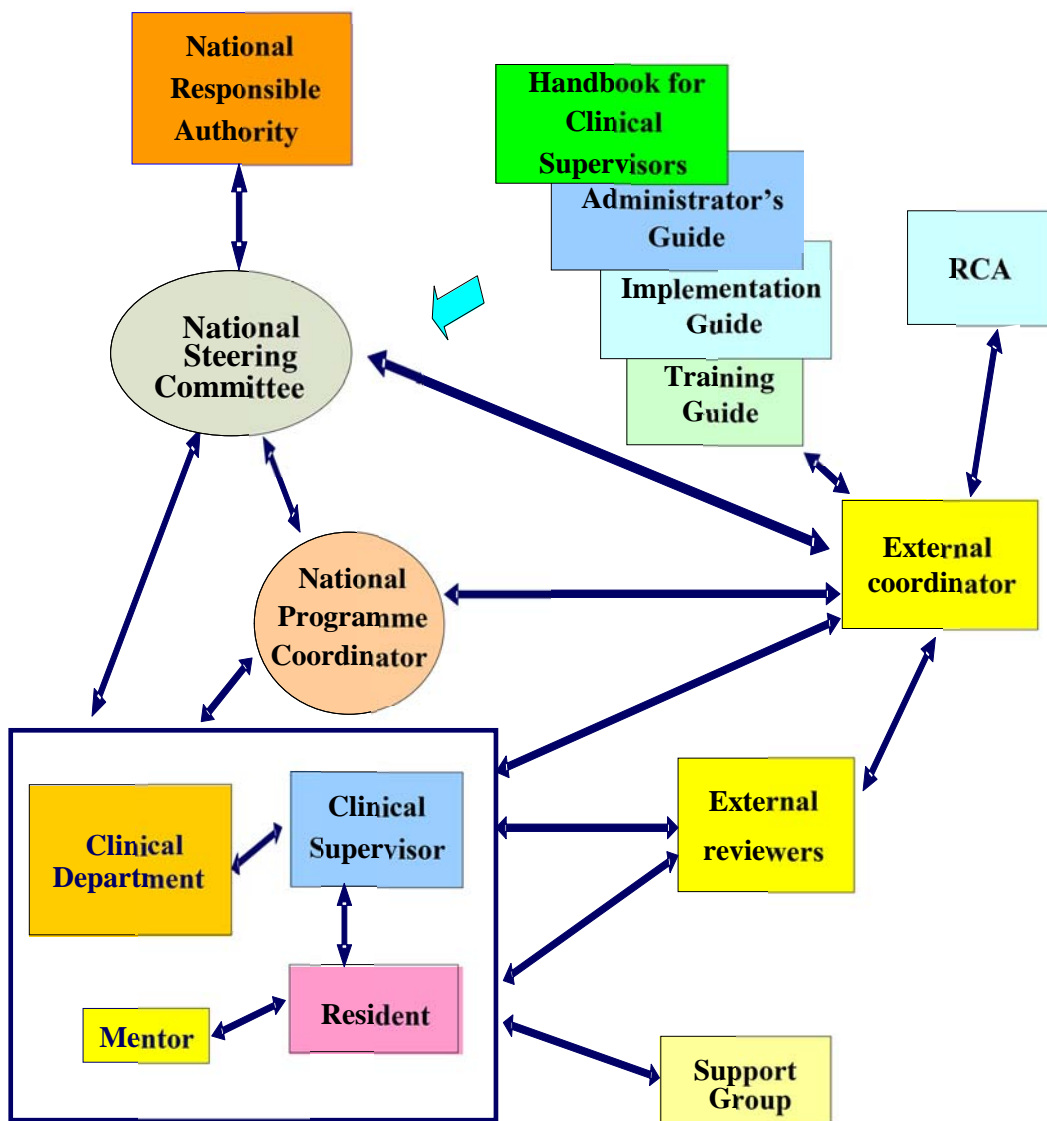 National
Responsible
Authority
Handbook for
Clinical
Supervisors
Administrator's
Guide
Implementation
Guide
Training
Guide
RCA
National
Steering
Committee
External
coordinator
National
Programme
Coordinator
Clinical
Department
Clinical
Supervisor
External
reviewers
Resident
Mentor
Support
Group